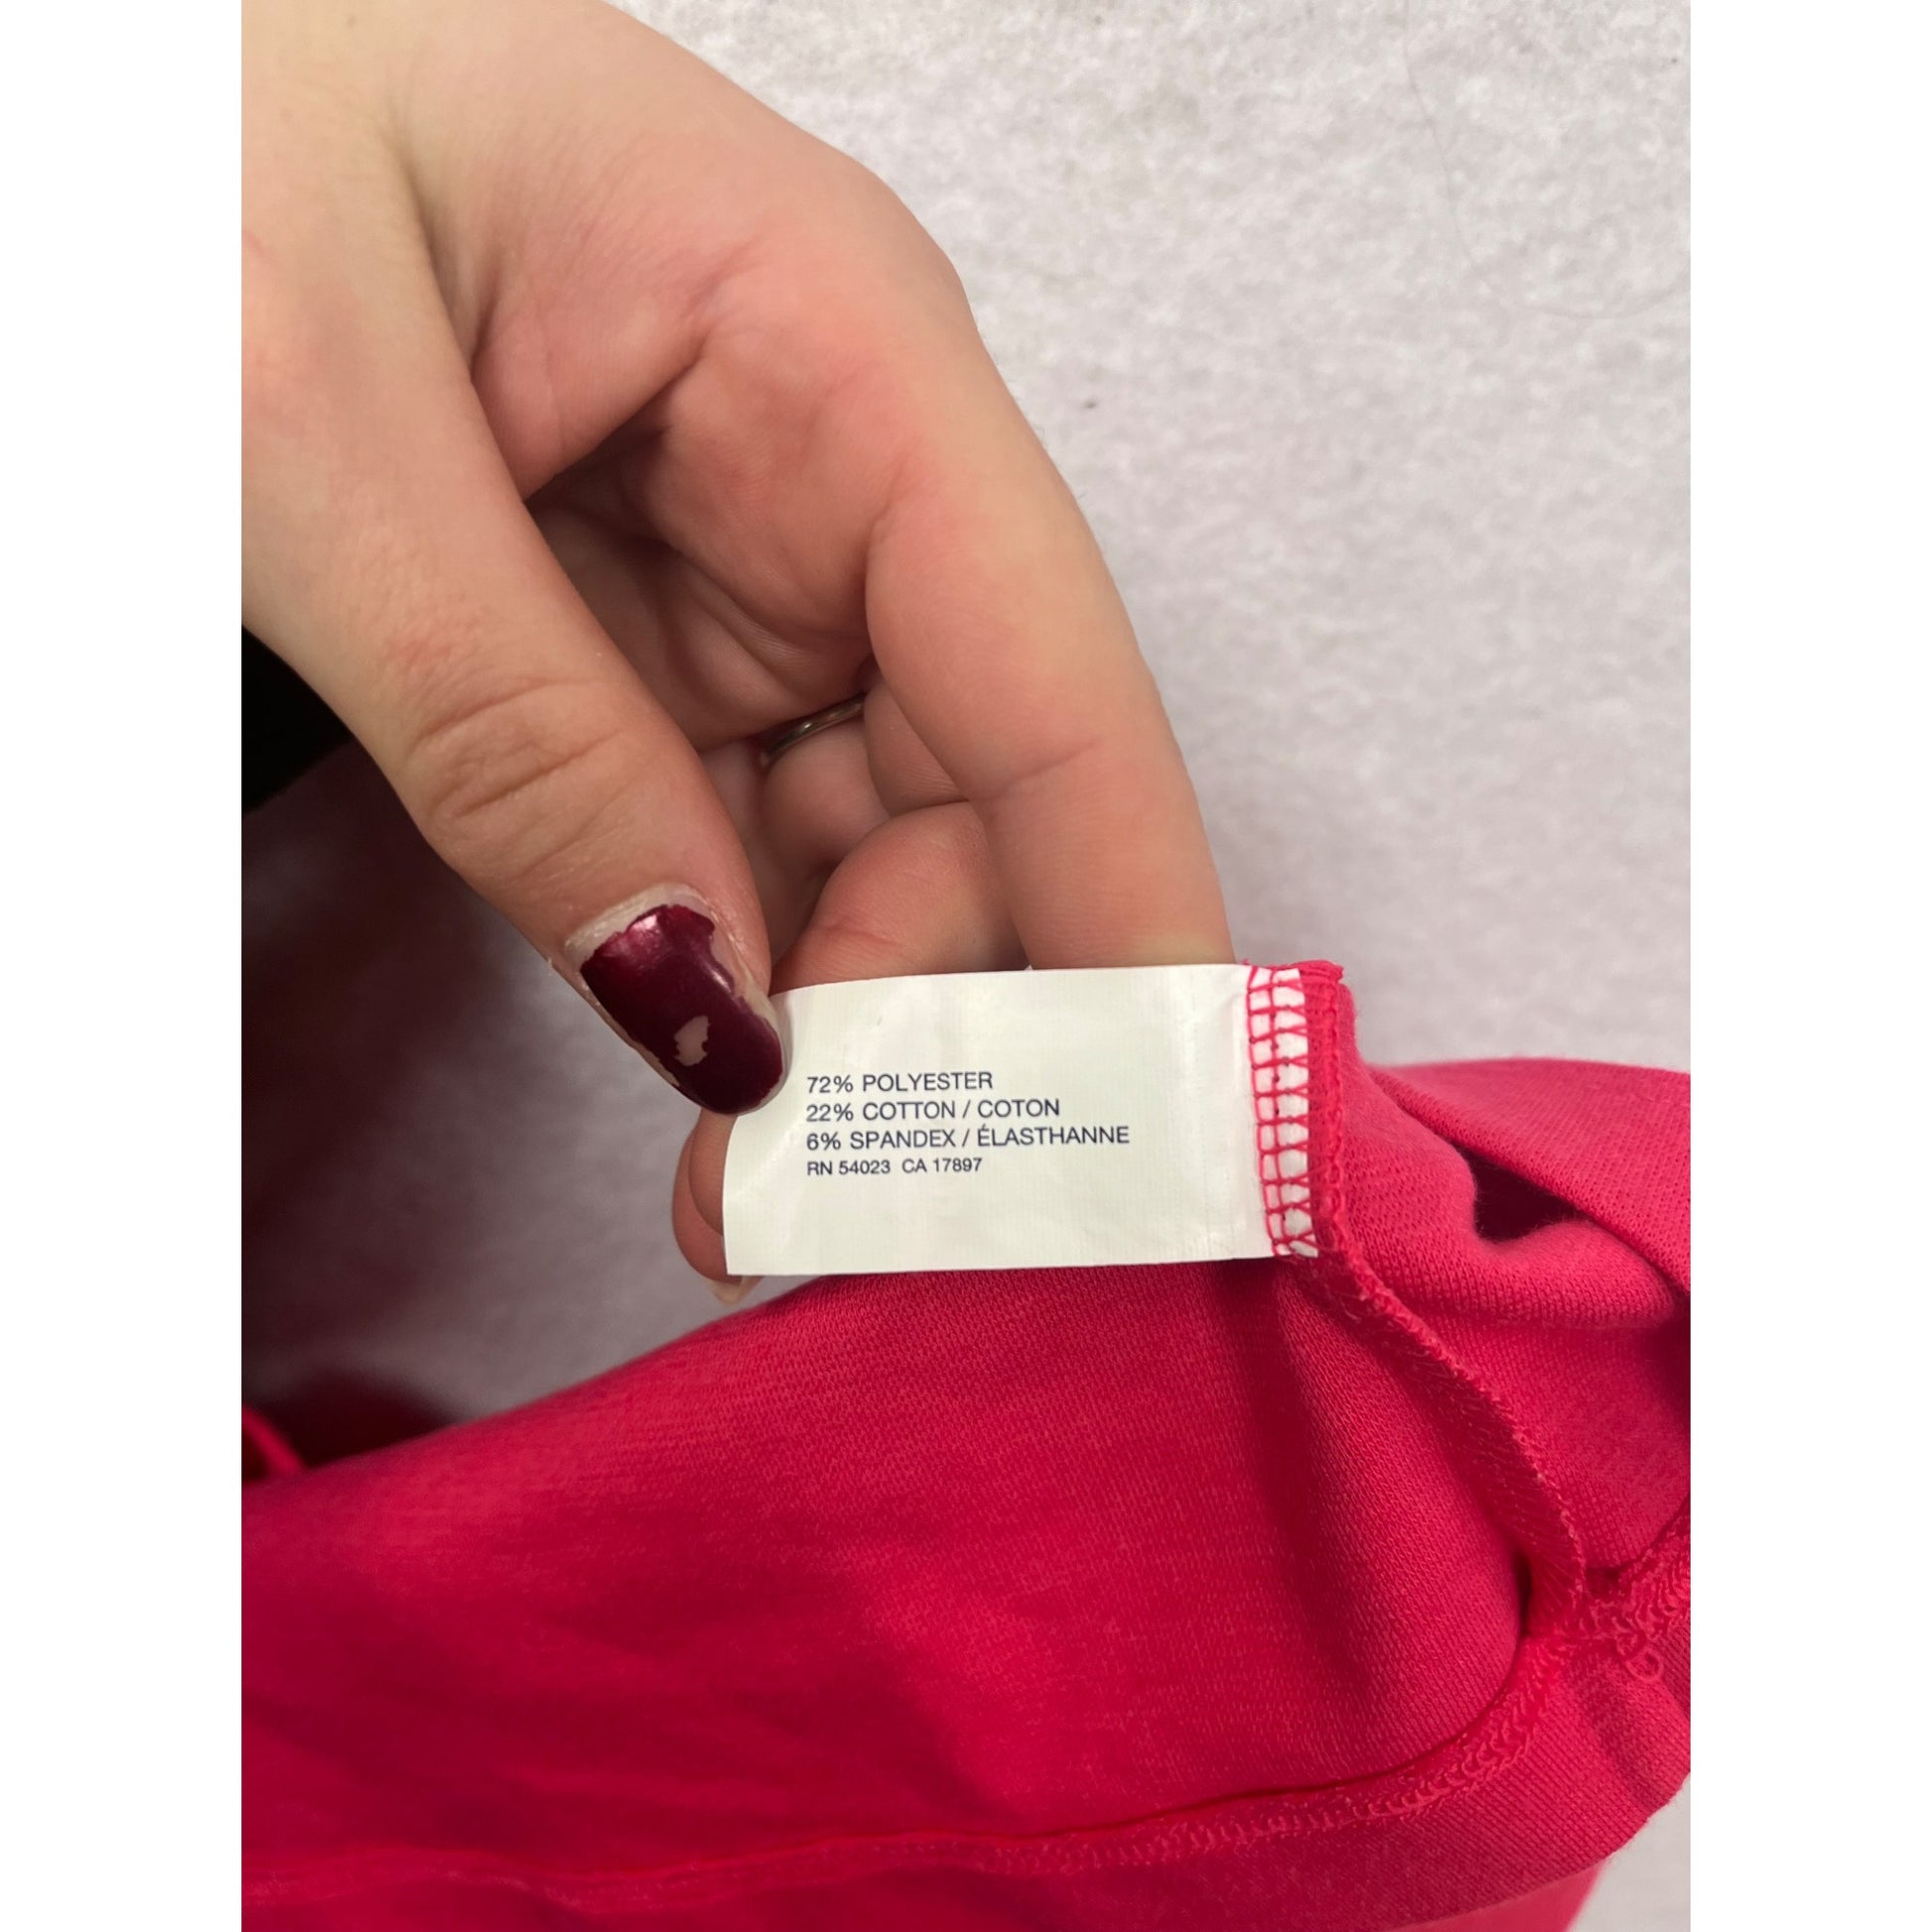 72% POLYESTER
22% COTTON / COTON
6% SPANDEX / ÉLASTHANNE
RN 54023 CA 17897